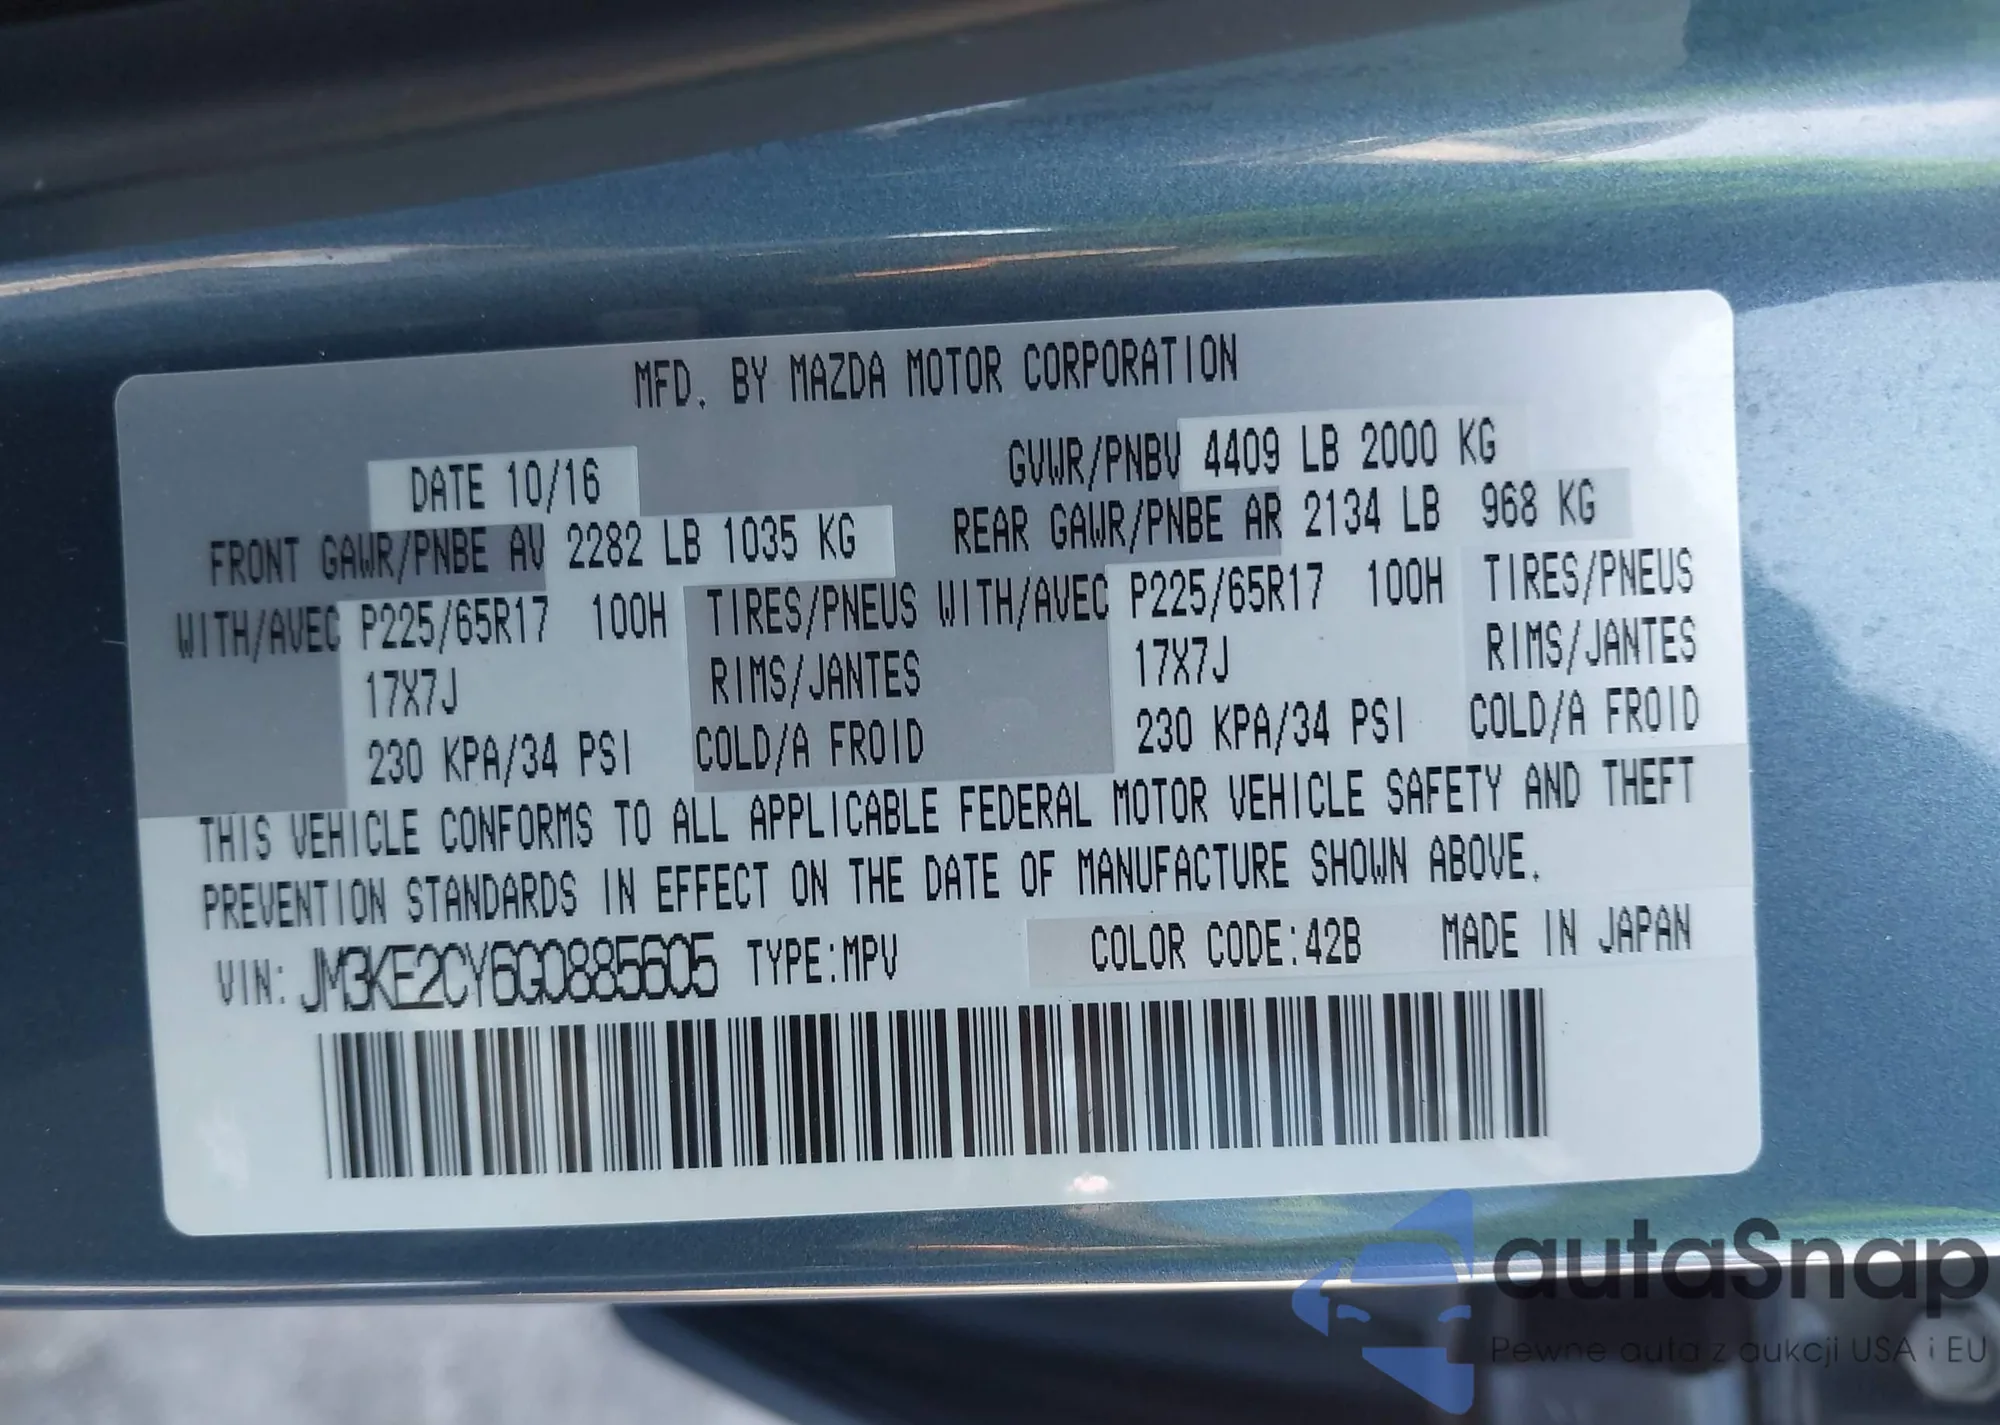 MFD. BY MAZDA MOTOR CORPORATION
DATE 10/16 GVWR/PNBV 4409 LB 2000 KG
FRONT GAWR/PNBE AV 2282 LB 1035 KG REAR GAWR/PNBE AR 2134 LB 968 KG
WITH/AVEC P225/65R17 100H TIRES/PNEUS WITH/AVEC P225/65R17 100H TIRES/PNEUS
17X7J RIMS/JANTES 17X7J RIMS/JANTES
230 KPA/34 PSI COLD/A FROID 230 KPA/34 PSI COLD/A FROID
THIS VEHICLE CONFORMS TO ALL APPLICABLE FEDERAL MOTOR VEHICLE SAFETY AND THEFT
PREVENTION STANDARDS IN EFFECT ON THE DATE OF MANUFACTURE SHOWN ABOVE.
VIN: JM3KE2CY6G0885605 TYPE:MPV COLOR CODE:42B MADE IN JAPAN
autaSnap
Pewne auta z aukcji USA i EU